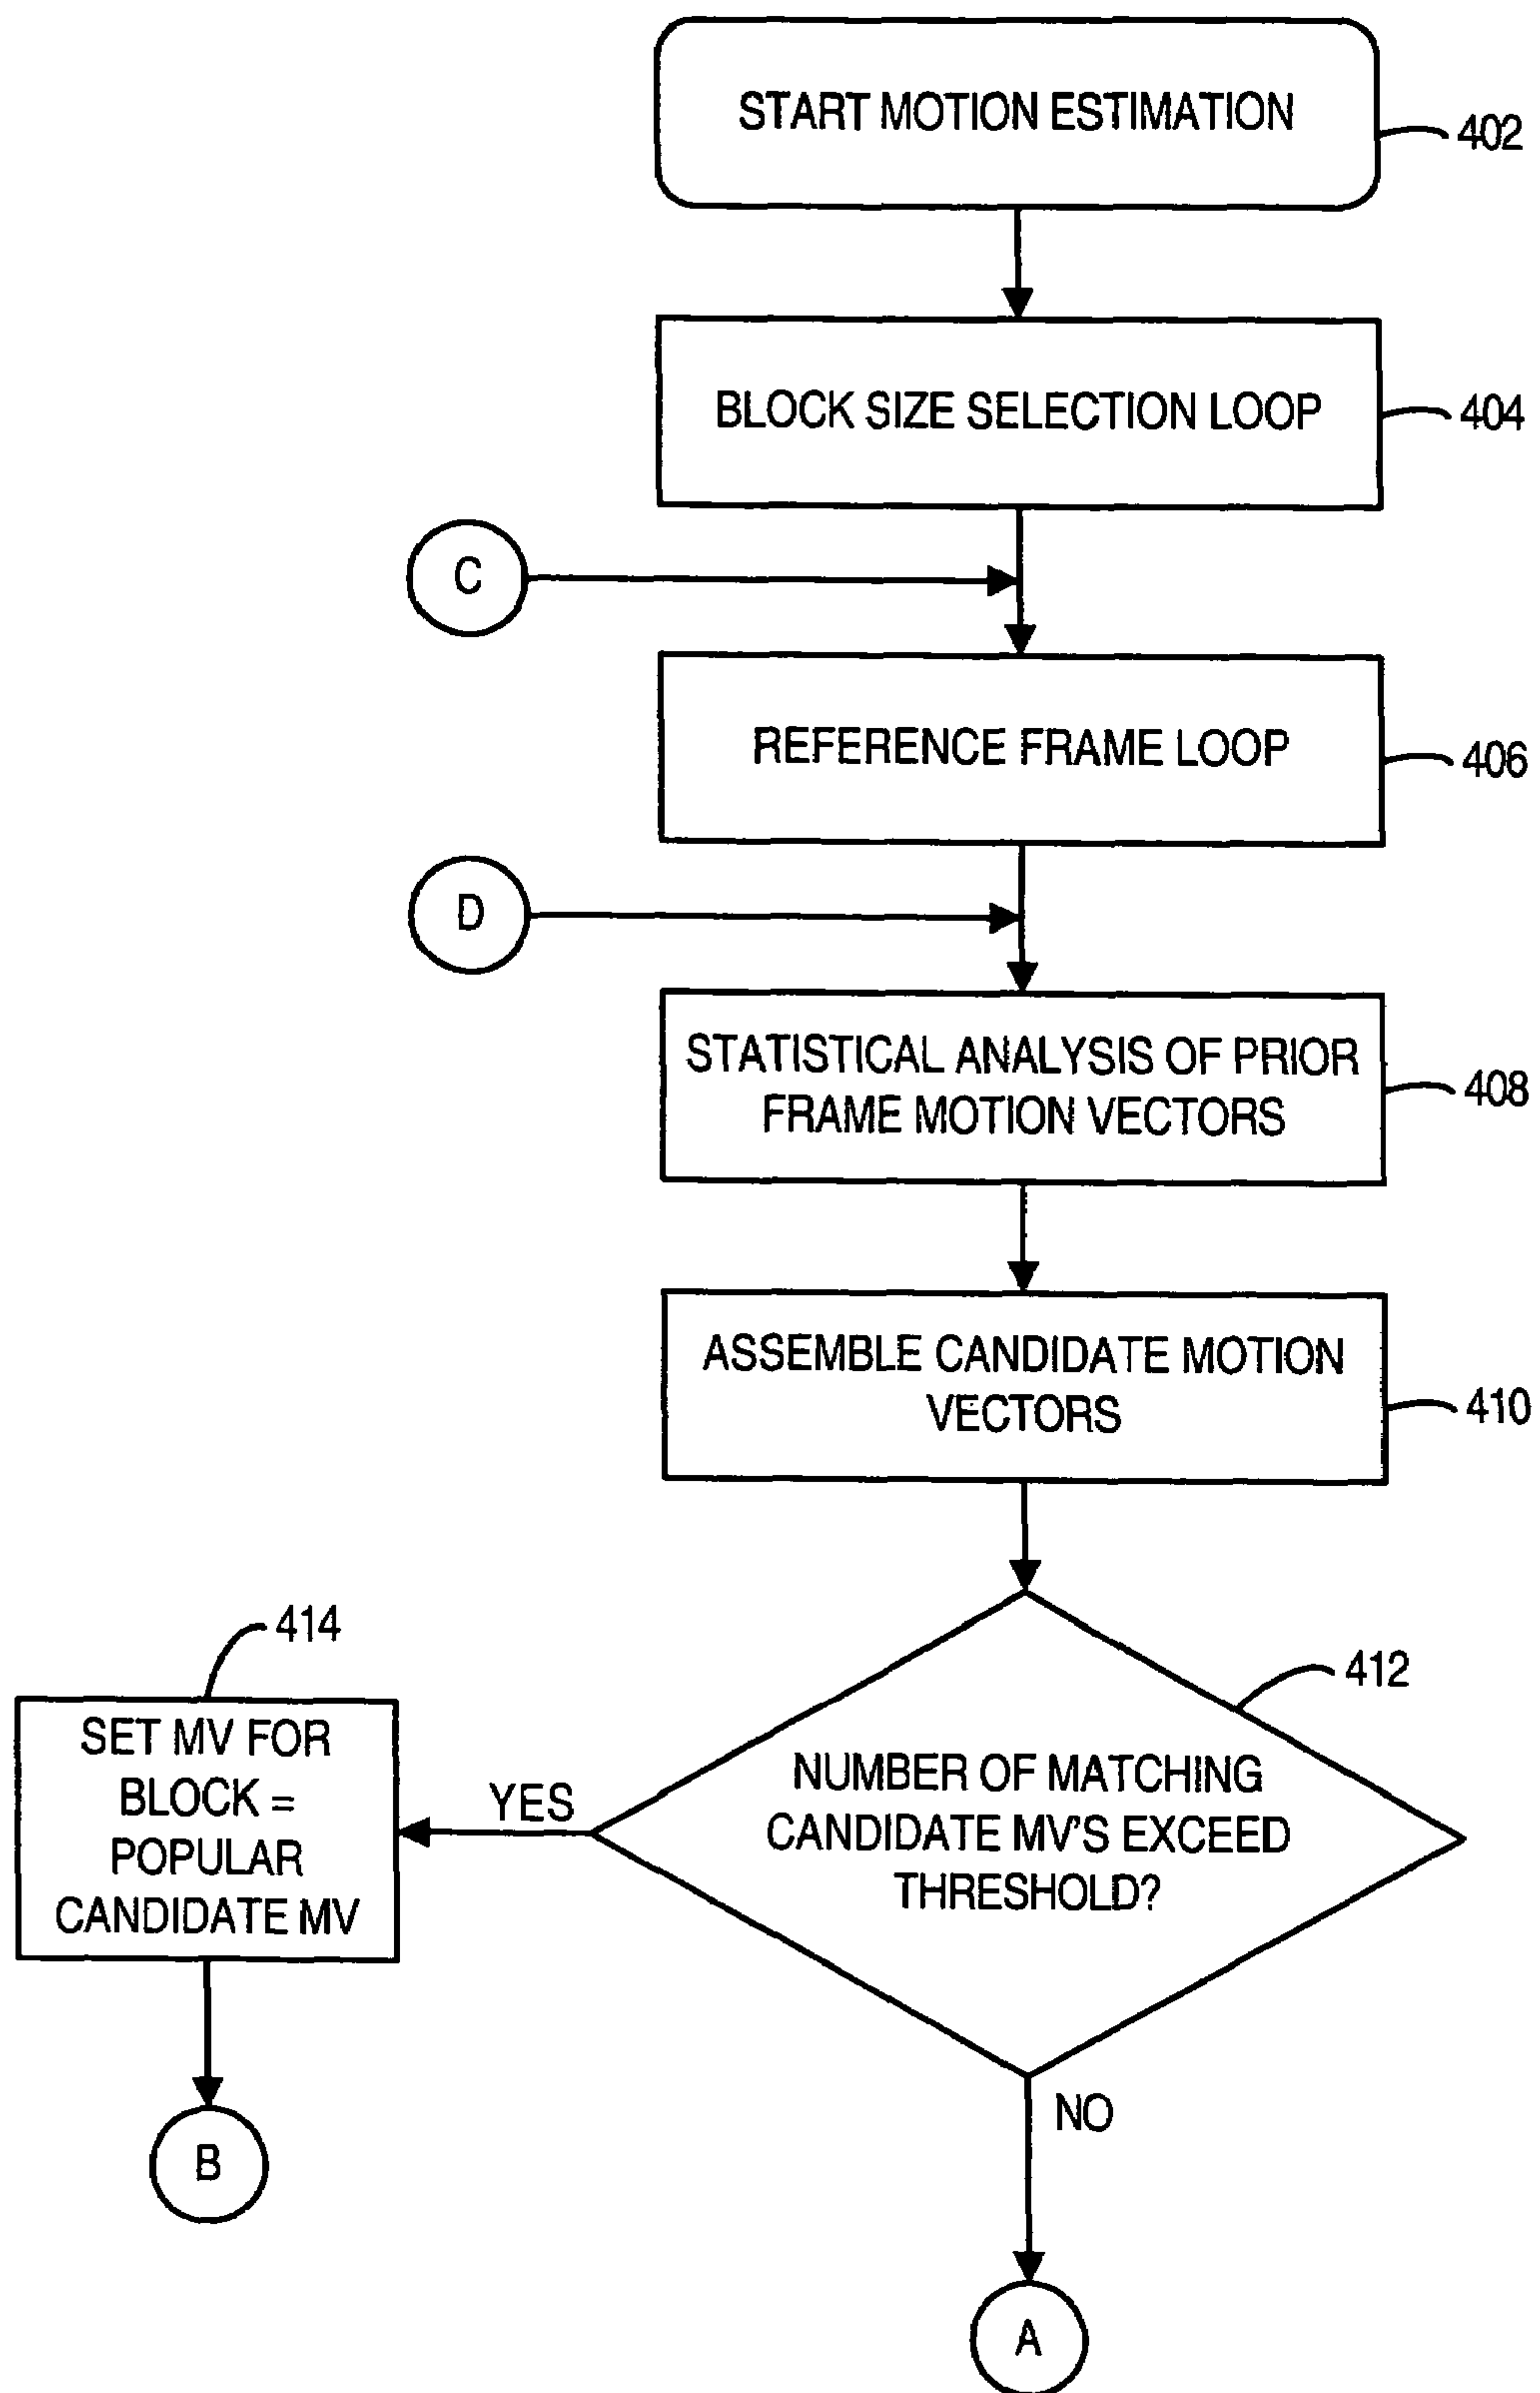 START MOTION ESTIMATION
402
BLOCK SIZE SELECTION LOOP
404
C
REFERENCE FRAME LOOP
406
D
STATISTICAL ANALYSIS OF PRIOR
FRAME MOTION VECTORS
408
ASSEMBLE CANDIDATE MOTION
VECTORS
410
414
SET MV FOR
BLOCK =
POPULAR
CANDIDATE MV
YES
412
NUMBER OF MATCHING
CANDIDATE MV'S EXCEED
THRESHOLD?
NO
B
A